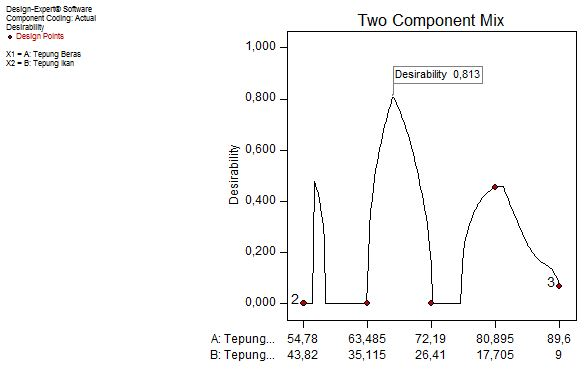 Design-Expert® Software
Component Coding: Actual
Desirability
Design Points
X1 = A: Tepung Beras
X2 = B: Tepung Ikan
Two Component Mix
Desirability
1,000
0,800
0,600
0,400
0,200
0,000
Desirability 0,813
2
3
A: Tepung... 54,78 63,485 72,19 80,895 89,6
B: Tepung... 43,82 35,115 26,41 17,705 9